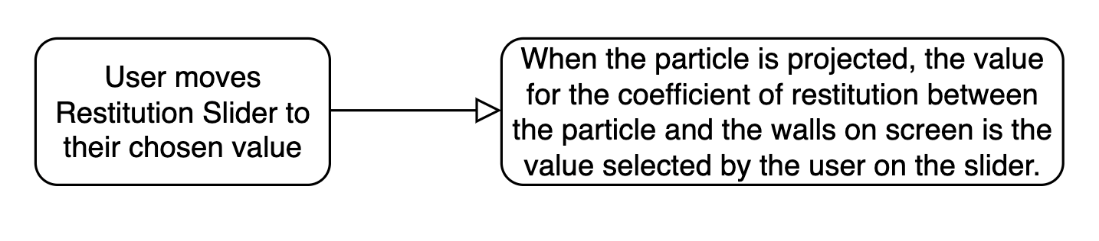 User moves
Restitution Slider to
their chosen value
When the particle is projected, the value
for the coefficient of restitution between
the particle and the walls on screen is the
value selected by the user on the slider.